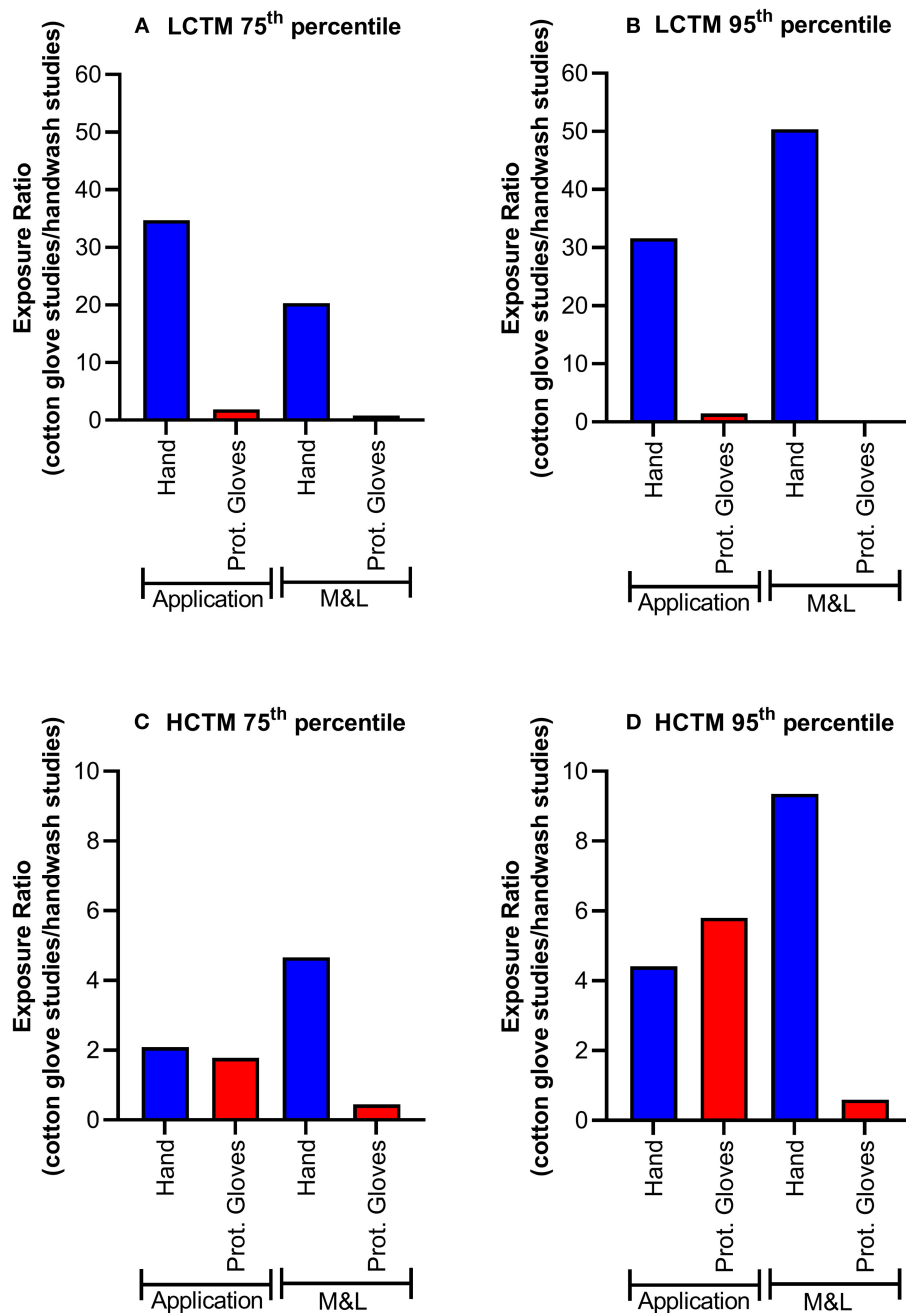 A LCTM 75th percentile
Exposure Ratio
(cotton glove studies/handwash studies)
60
50
40
30
20
10
0
Hand
Prot. Gloves
Hand
Prot. Gloves
Application
M&L
B LCTM 95th percentile
Exposure Ratio
(cotton glove studies/handwash studies)
60
50
40
30
20
10
0
Hand
Prot. Gloves
Hand
Prot. Gloves
Application
M&L
C HCTM 75th percentile
Exposure Ratio
(cotton glove studies/handwash studies)
10
8
6
4
2
0
Hand
Prot. Gloves
Hand
Prot. Gloves
Application
M&L
D HCTM 95th percentile
Exposure Ratio
(cotton glove studies/handwash studies)
10
8
6
4
2
0
Hand
Prot. Gloves
Hand
Prot. Gloves
Application
M&L